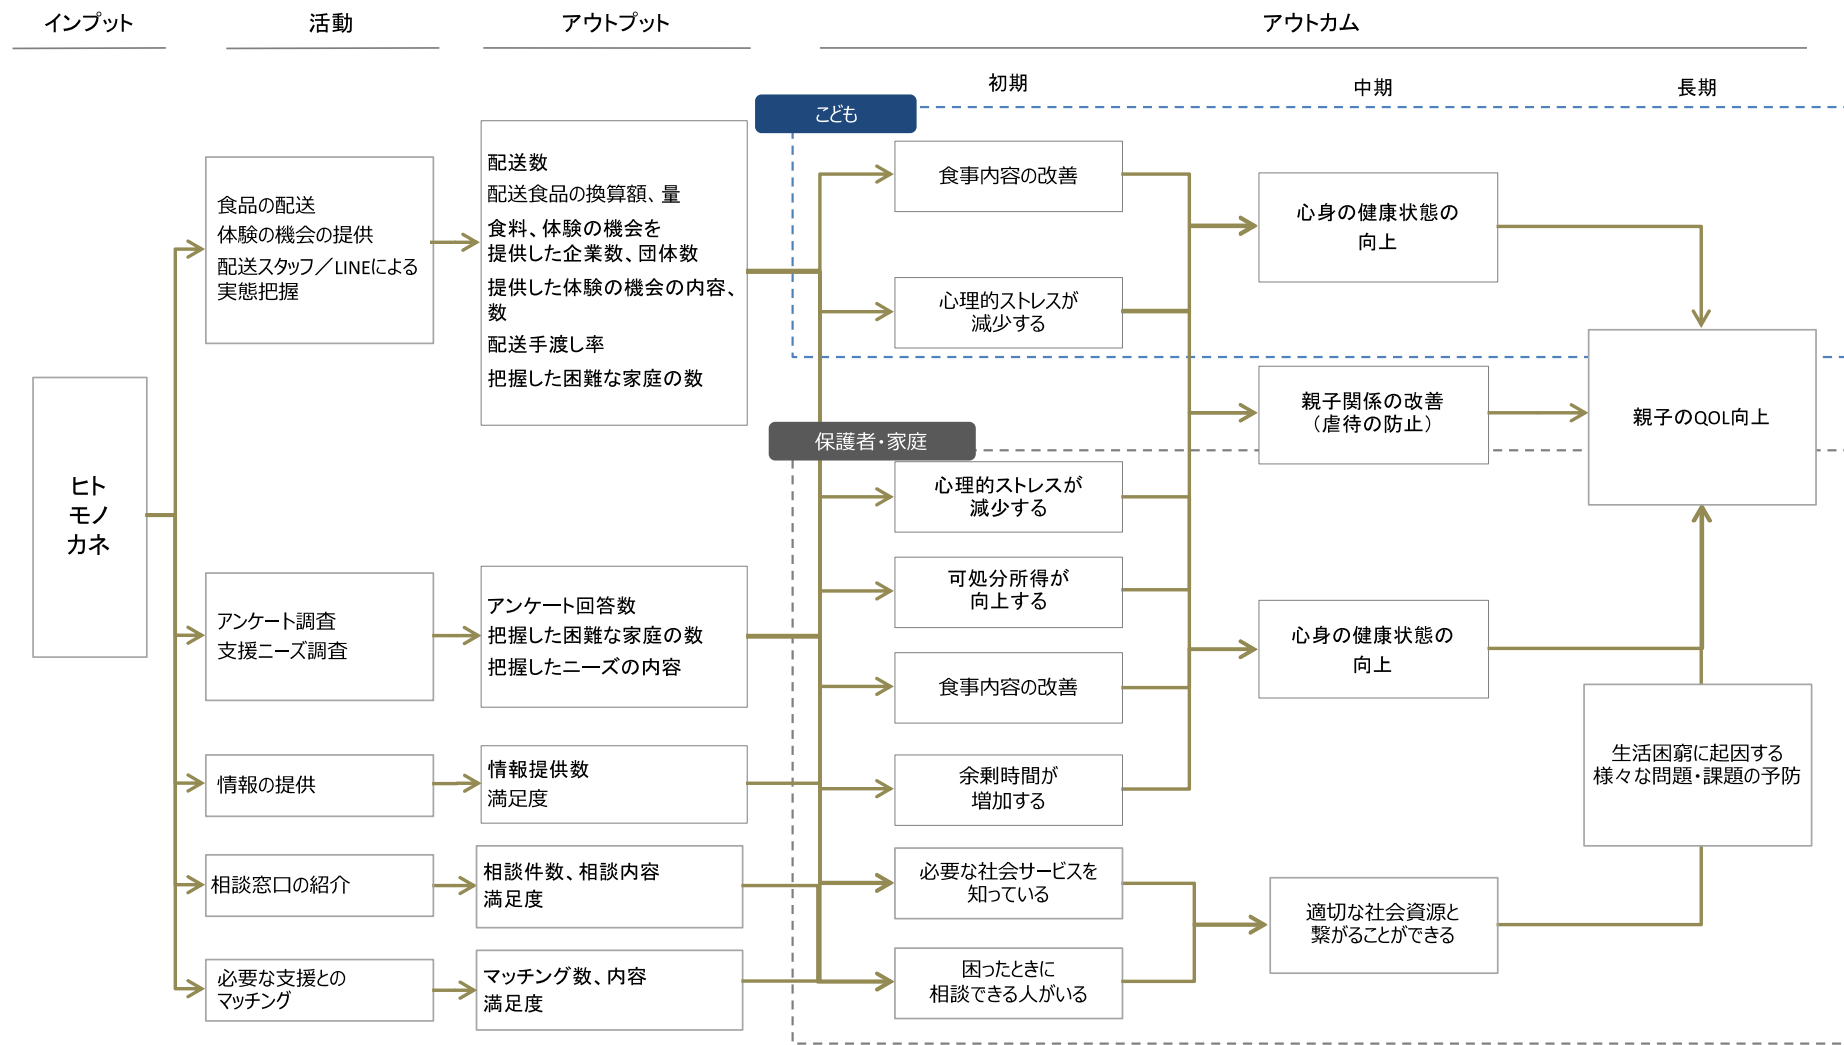 インプット
活動
アウトプット
アウトカム
初期
中期
長期
こども
ヒト
モノ
カネ
食品の配送
体験の機会の提供
配送スタッフ／LINEによる
実態把握
アンケート調査
支援ニーズ調査
情報の提供
相談窓口の紹介
必要な支援との
マッチング
配送数
配送食品の換算額、量
食料、体験の機会を
提供した企業数、団体数
提供した体験の機会の内容、
数
配送手渡し率
把握した困難な家庭の数
アンケート回答数
把握した困難な家庭の数
把握したニーズの内容
情報提供数
満足度
相談件数、相談内容
満足度
マッチング数、内容
満足度
食事内容の改善
心理的ストレスが
減少する
保護者・家庭
心理的ストレスが
減少する
可処分所得が
向上する
食事内容の改善
余剰時間が
増加する
必要な社会サービスを
知っている
困ったときに
相談できる人がいる
心身の健康状態の
向上
親子関係の改善
（虐待の防止）
心身の健康状態の
向上
適切な社会資源と
繋がることができる
親子のQOL向上
生活困窮に起因する
様々な問題・課題の予防